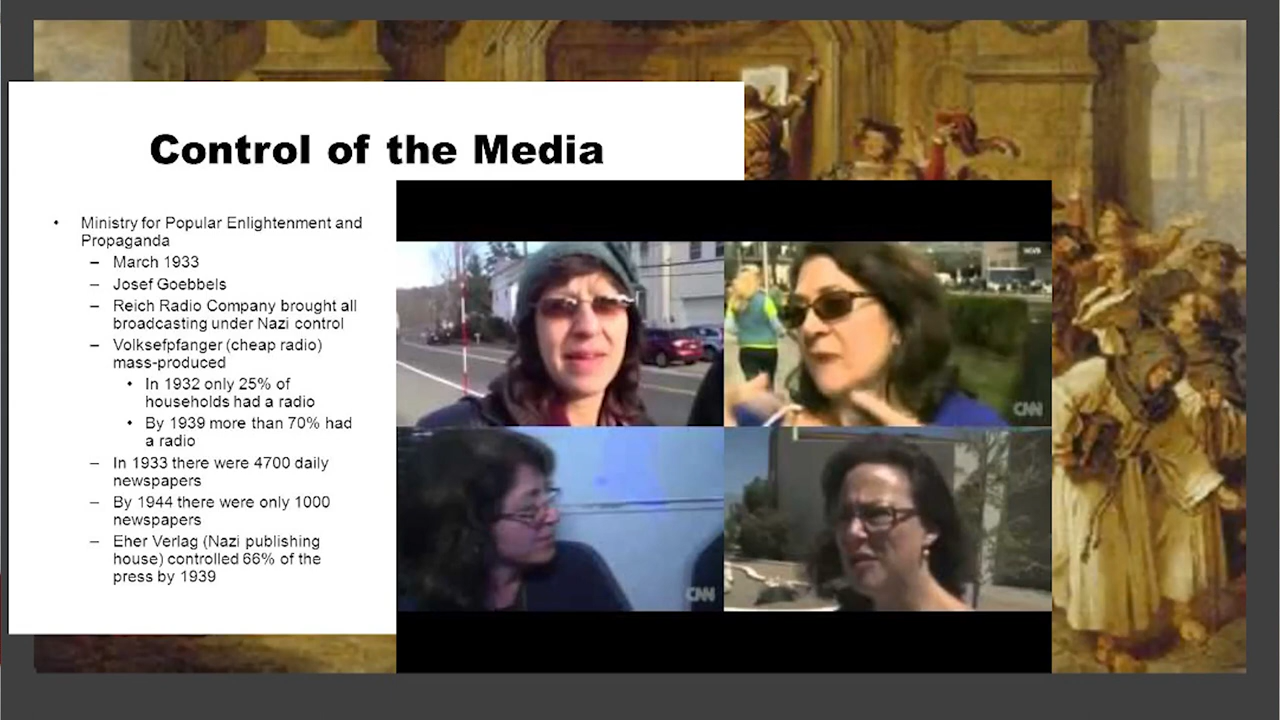 Control of the Media
• Ministry for Popular Enlightenment and
Propaganda
– March 1933
– Josef Goebbels
– Reich Radio Company brought all
broadcasting under Nazi control
– Volksefpfanger (cheap radio)
mass-produced
• In 1932 only 25% of
households had a radio
• By 1939 more than 70% had
a radio
– In 1933 there were 4700 daily
newspapers
– By 1944 there were only 1000
newspapers
– Eher Verlag (Nazi publishing
house) controlled 66% of the
press by 1939
CNN
CNN